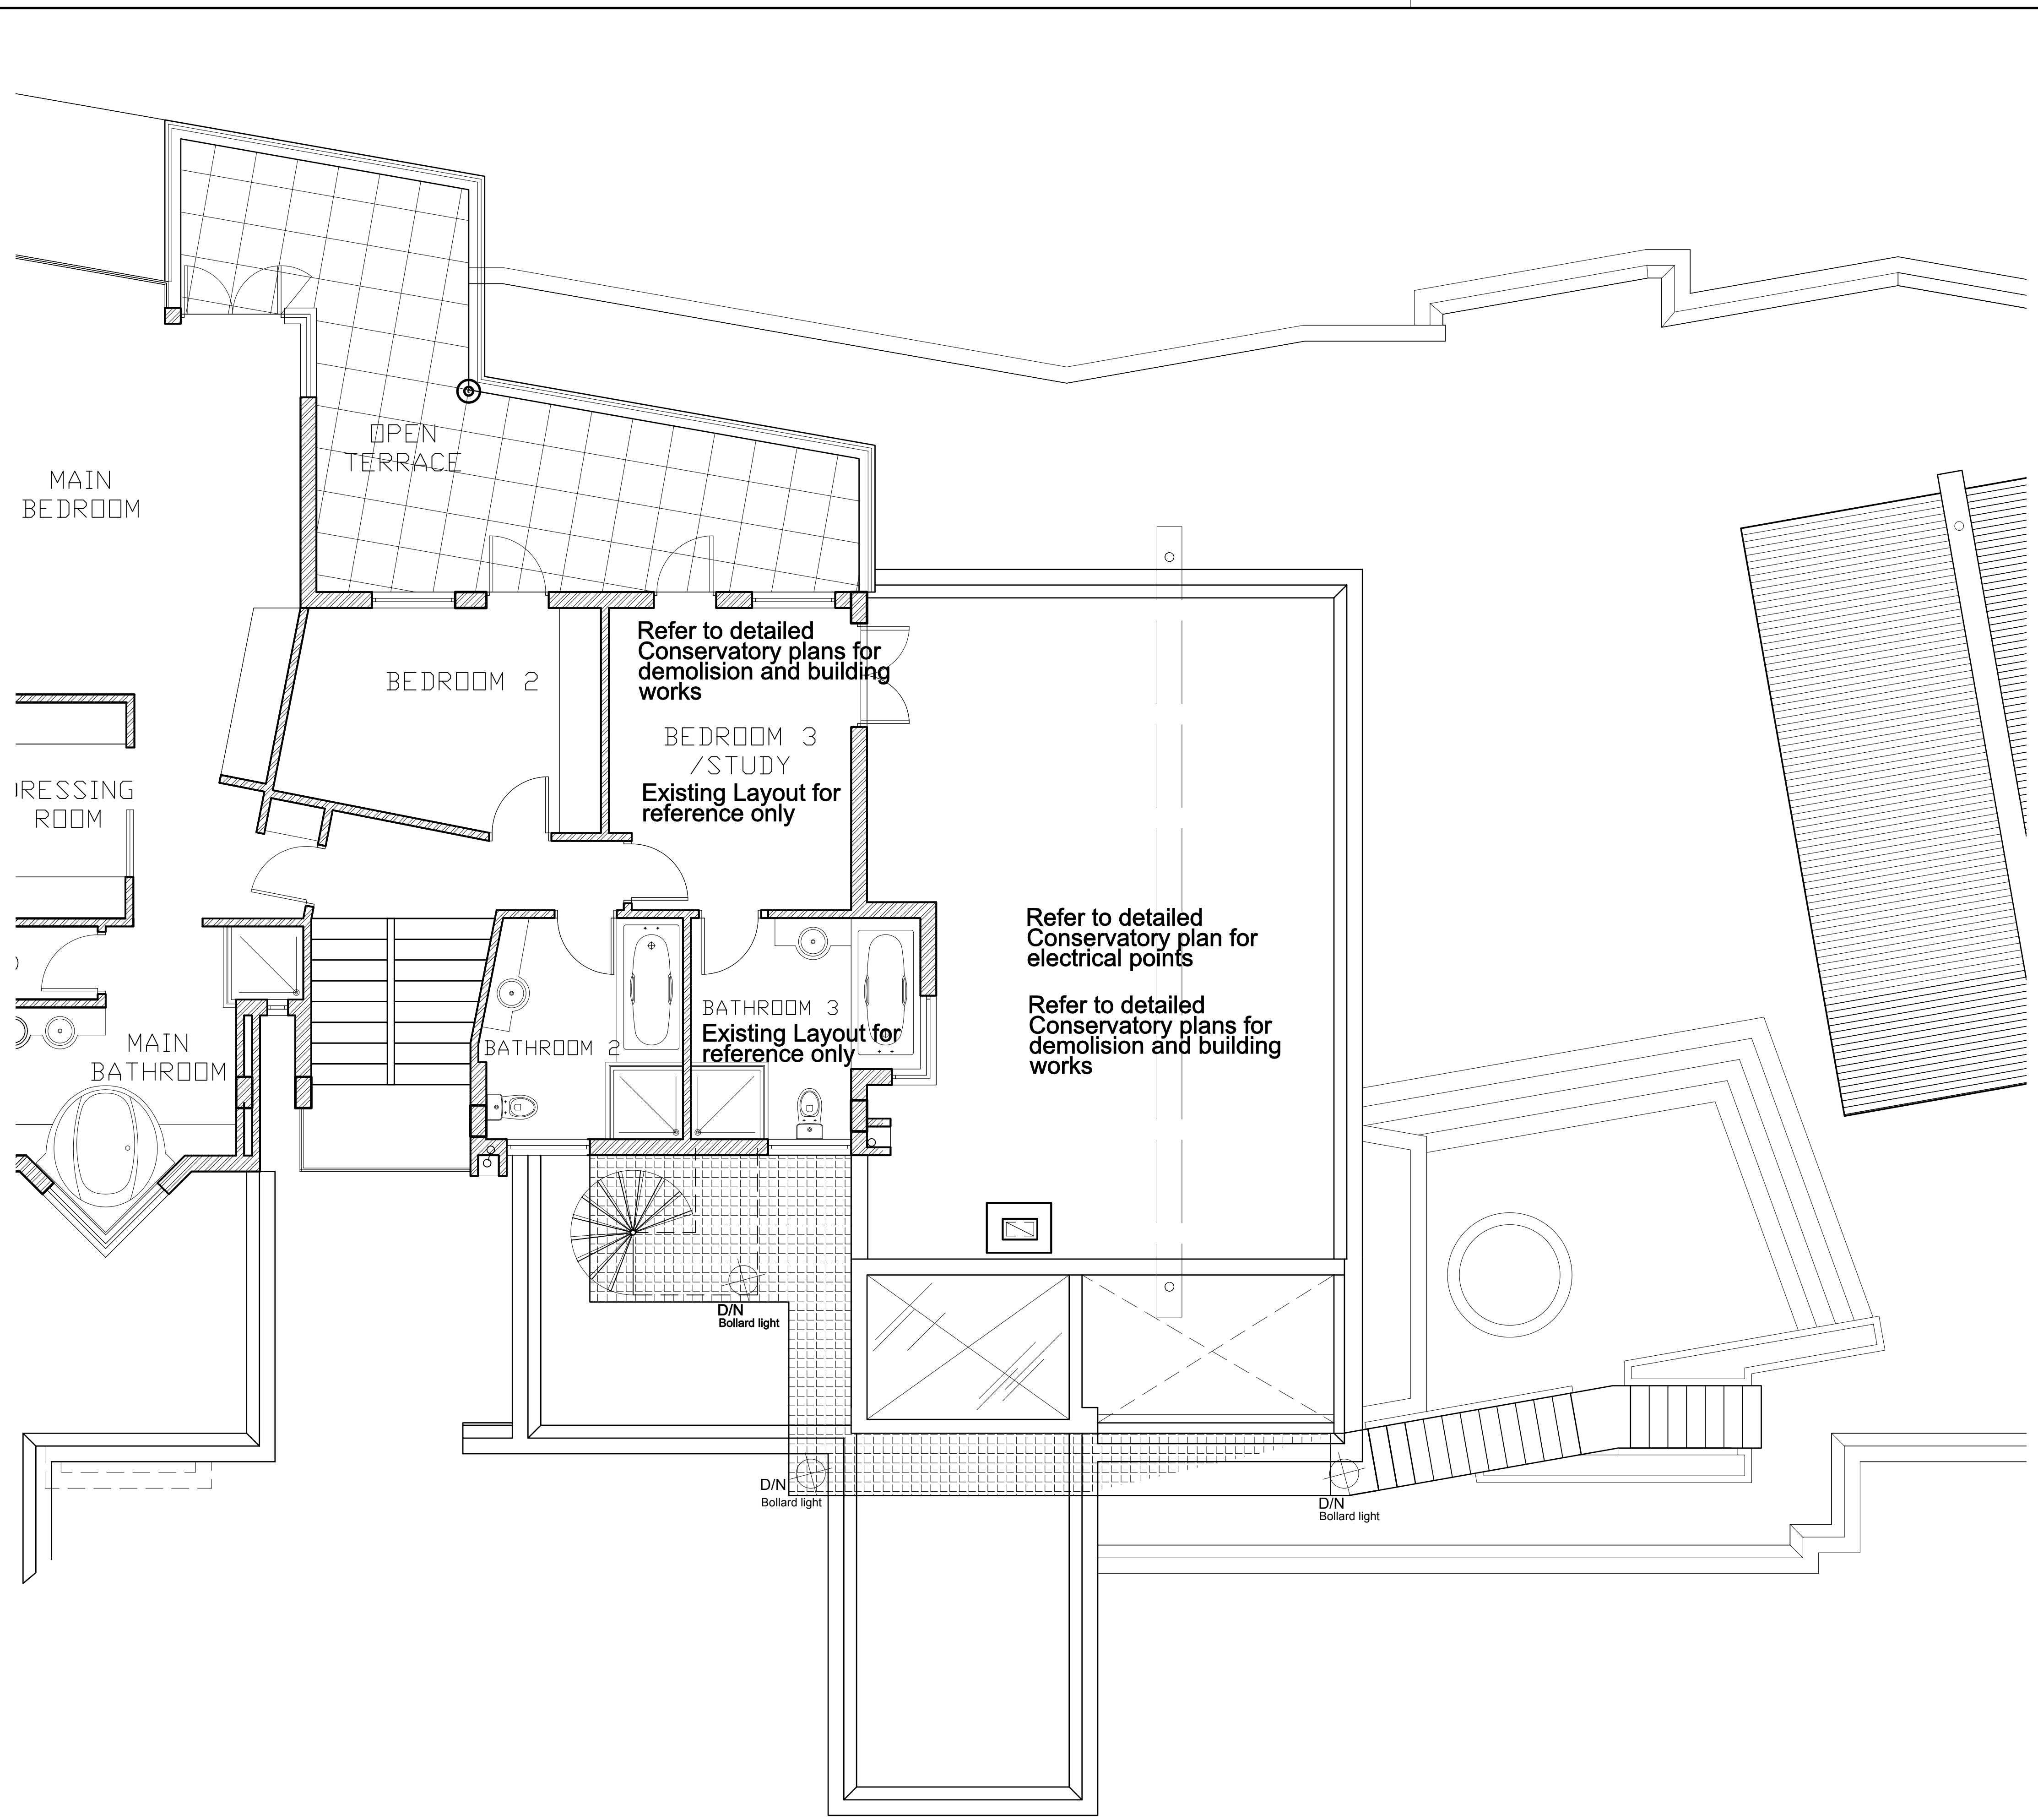 OPEN
TERRACE
MAIN
BEDROOM
BEDROOM 2
Refer to detailed
Conservatory plans for
demolision and building
works
BEDROOM 3
/STUDY
Existing Layout for
reference only
RESSING
ROOM
Refer to detailed
Conservatory plan for
electrical points
Refer to detailed
Conservatory plans for
demolision and building
works
BATHROOM 3
Existing Layout for
reference only
BATHROOM 2
MAIN
BATHROOM
D/N
Bollard light
D/N
Bollard light
D/N
Bollard light